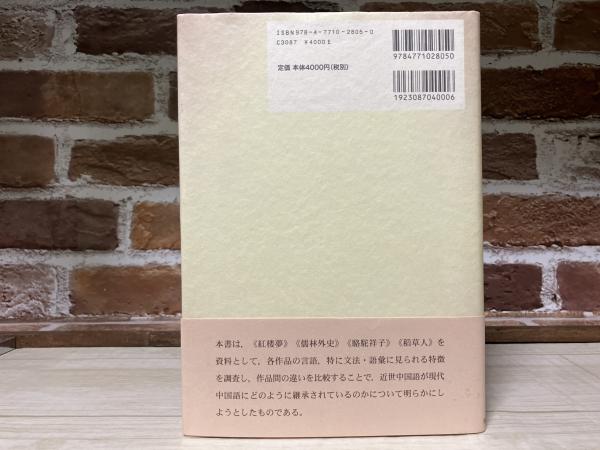 ISBN978-4-7710-2805-0
C3087 ¥4000E
定価 本体4000円(税別)
9784771028050
1923087040006
本書は，《紅楼夢》《儒林外史》《駱駝祥子》《稲草人》を
資料として，各作品の言語，特に文法・語彙に見られる特徴
を調査し，作品間の違いを比較することで，近世中国語が現代
中国語にどのように継承されているのかについて明らかにし
ようとしたものである。